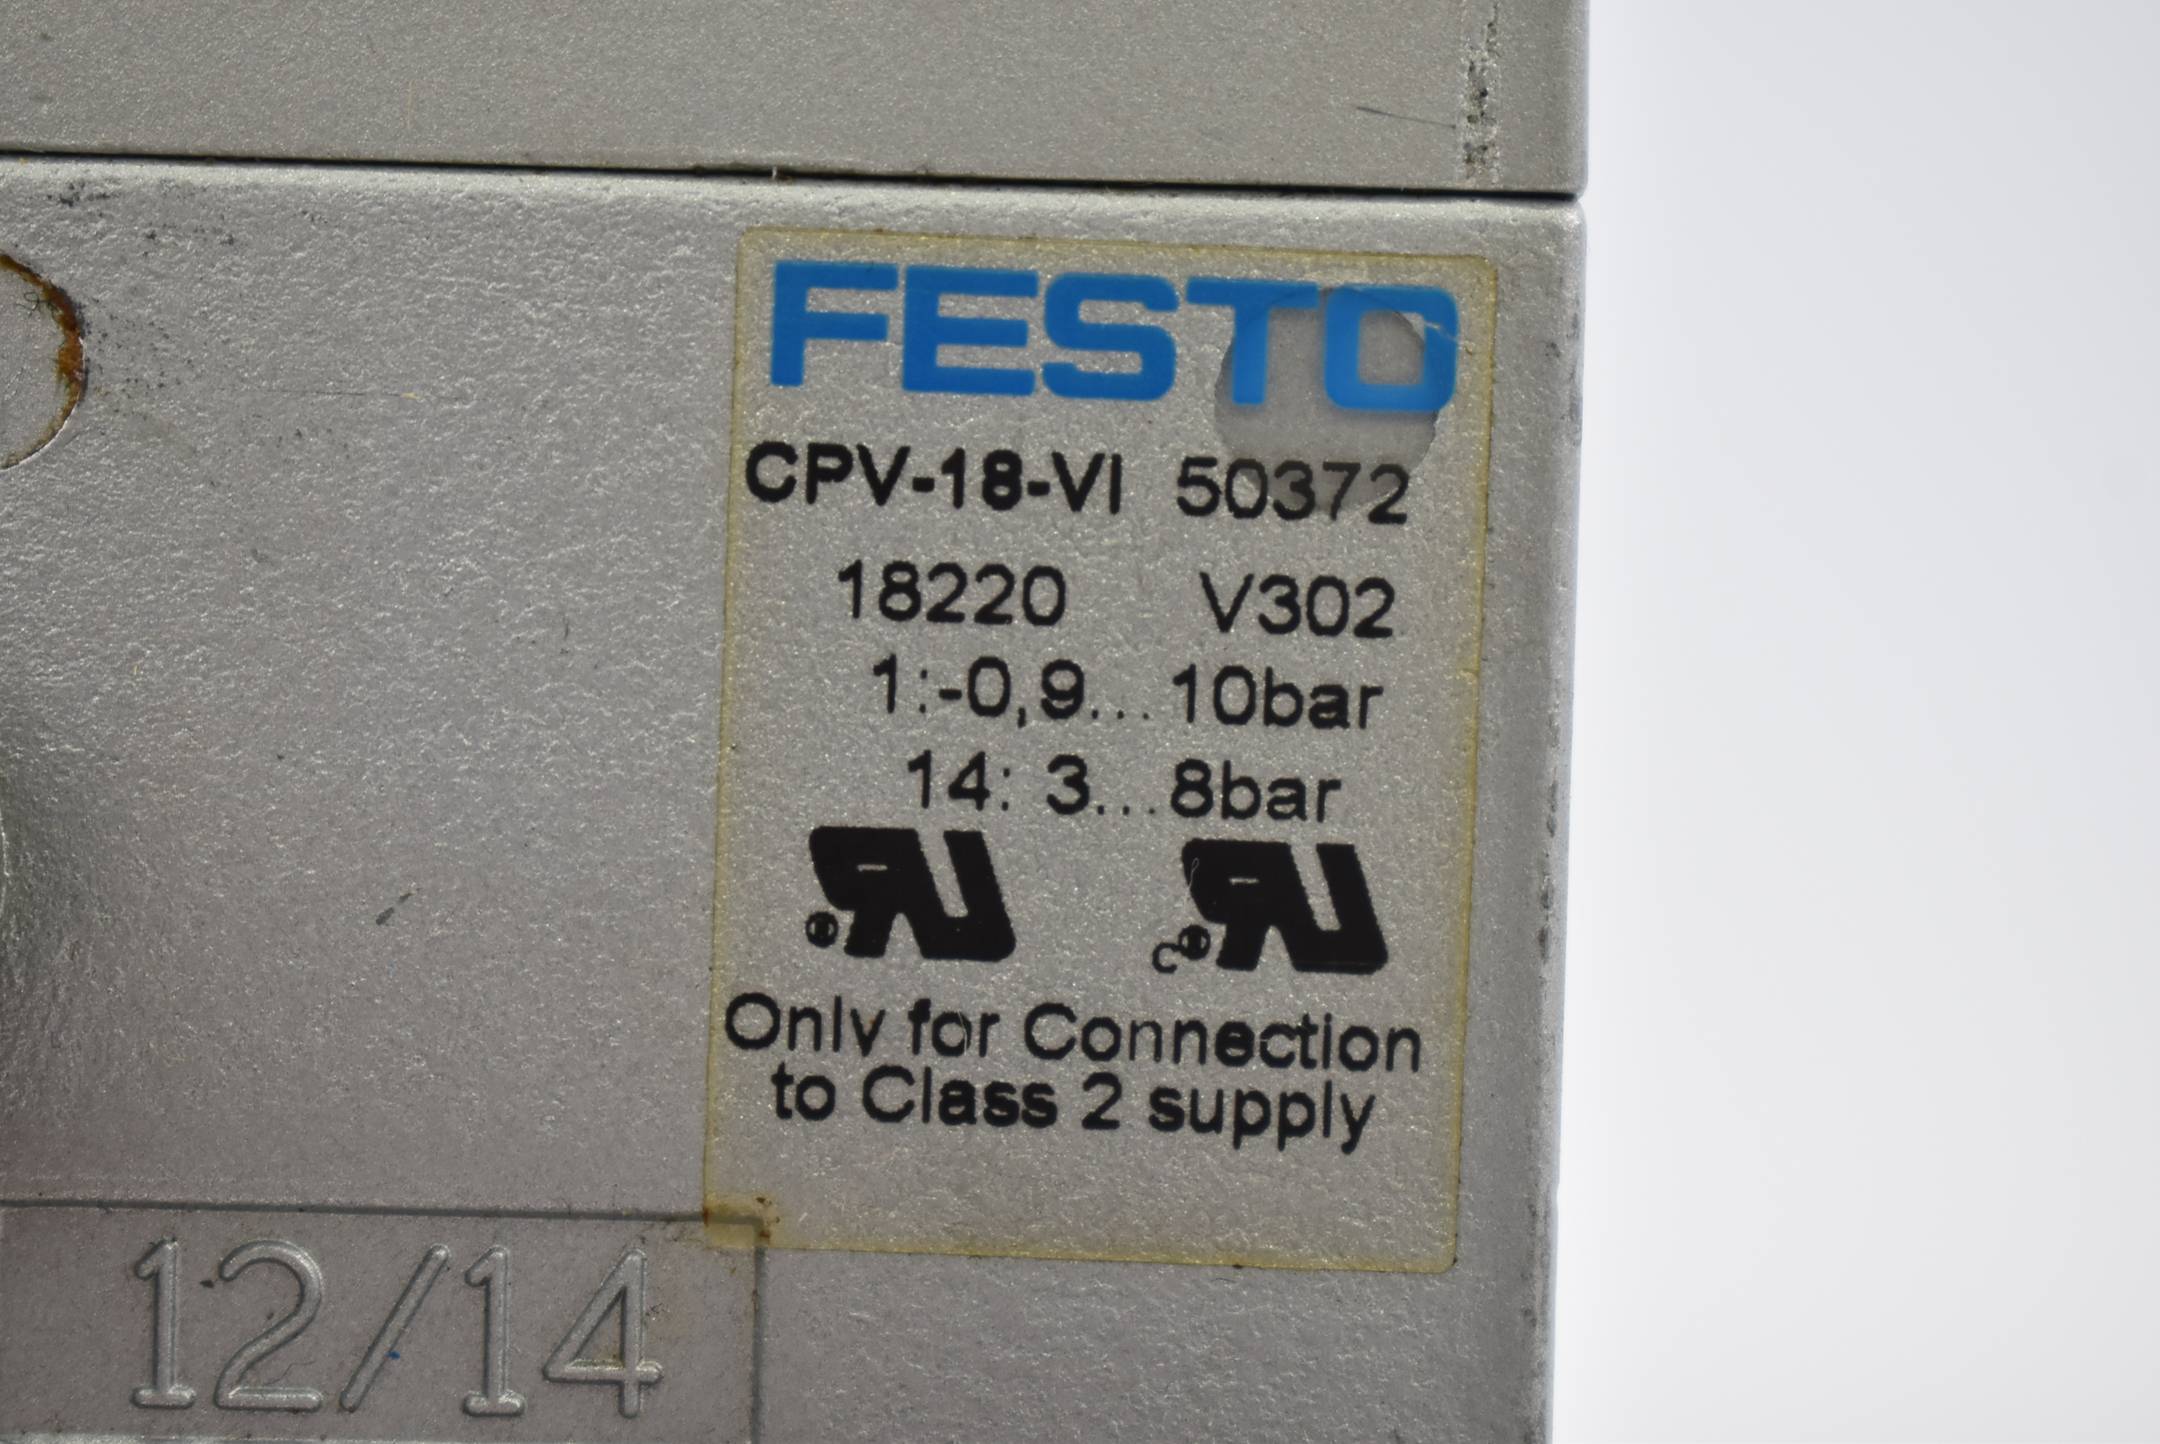 FESTO
CPV-18-VI 50372
18220 V302
1:-0,9...10bar
14: 3...8bar
Only for Connection
to Class 2 supply
12/14